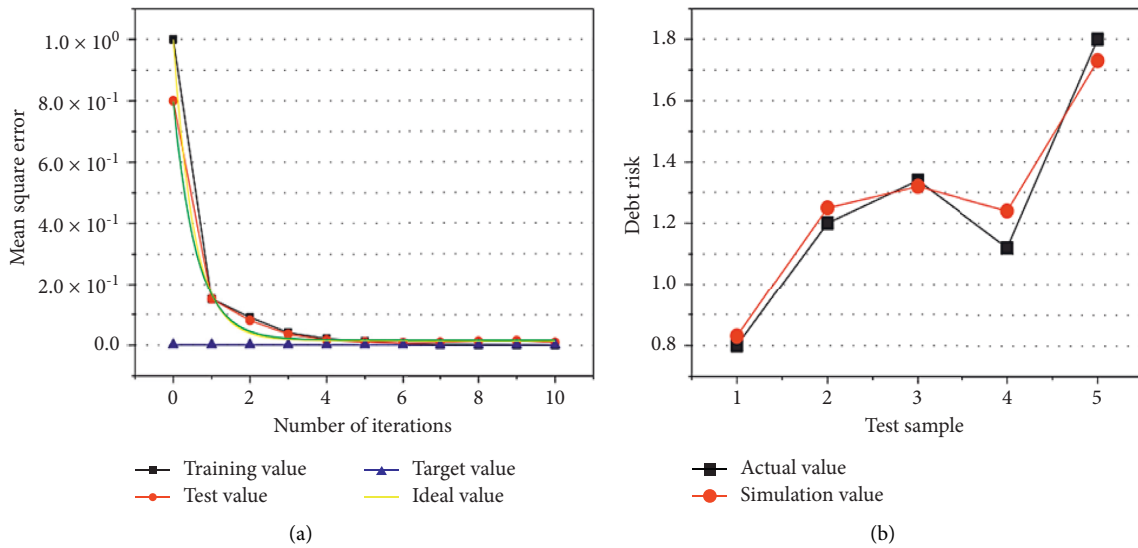 Mean square error
1.0 × 10⁰
8.0 × 10⁻¹
6.0 × 10⁻¹
4.0 × 10⁻¹
2.0 × 10⁻¹
0.0
0 2 4 6 8 10
Number of iterations
Training value
Test value
Target value
Ideal value
(a)
Debt risk
1.8
1.6
1.4
1.2
1.0
0.8
1 2 3 4 5
Test sample
Actual value
Simulation value
(b)